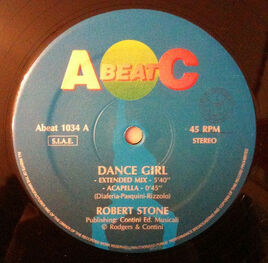 A BEAT C
Abeat 1034 A
45 RPM
S.I.A.E.
STEREO
DANCE GIRL
- EXTENDED MIX - 5'40"
- ACAPELLA - 0'45"
(Dialeria-Pasquini-Rizzolo)
ROBERT STONE
Publishing: Contini Ed. Musicali
© Rodgers & Contini